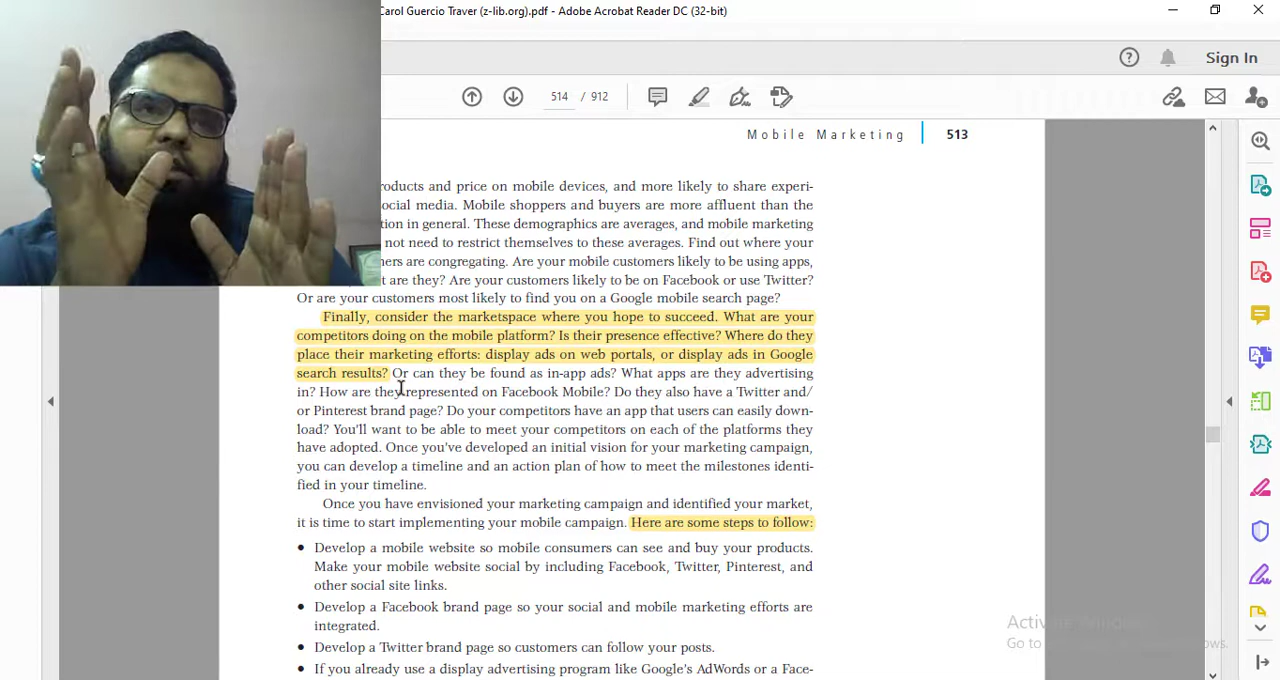 Carol Guercio Traver (z-lib.org).pdf - Adobe Acrobat Reader DC (32-bit)
Sign In
514 / 912
Mobile Marketing 513
roducts and price on mobile devices, and more likely to share experi-
ocial media. Mobile shoppers and buyers are more affluent than the
tion in general. These demographics are averages, and mobile marketing
not need to restrict themselves to these averages. Find out where your
ners are congregating. Are your mobile customers likely to be using apps,
t are they? Are your customers likely to be on Facebook or use Twitter?
Or are your customers most likely to find you on a Google mobile search page?
Finally, consider the marketspace where you hope to succeed. What are your
competitors doing on the mobile platform? Is their presence effective? Where do they
place their marketing efforts: display ads on web portals, or display ads in Google
search results? Or can they be found as in-app ads? What apps are they advertising
in? How are they represented on Facebook Mobile? Do they also have a Twitter and/
or Pinterest brand page? Do your competitors have an app that users can easily down-
load? You'll want to be able to meet your competitors on each of the platforms they
have adopted. Once you've developed an initial vision for your marketing campaign,
you can develop a timeline and an action plan of how to meet the milestones identi-
fied in your timeline.
Once you have envisioned your marketing campaign and identified your market,
it is time to start implementing your mobile campaign. Here are some steps to follow:
• Develop a mobile website so mobile consumers can see and buy your products.
Make your mobile website social by including Facebook, Twitter, Pinterest, and
other social site links.
• Develop a Facebook brand page so your social and mobile marketing efforts are
integrated.
• Develop a Twitter brand page so customers can follow your posts.
• If you already use a display advertising program like Google's AdWords or a Face-